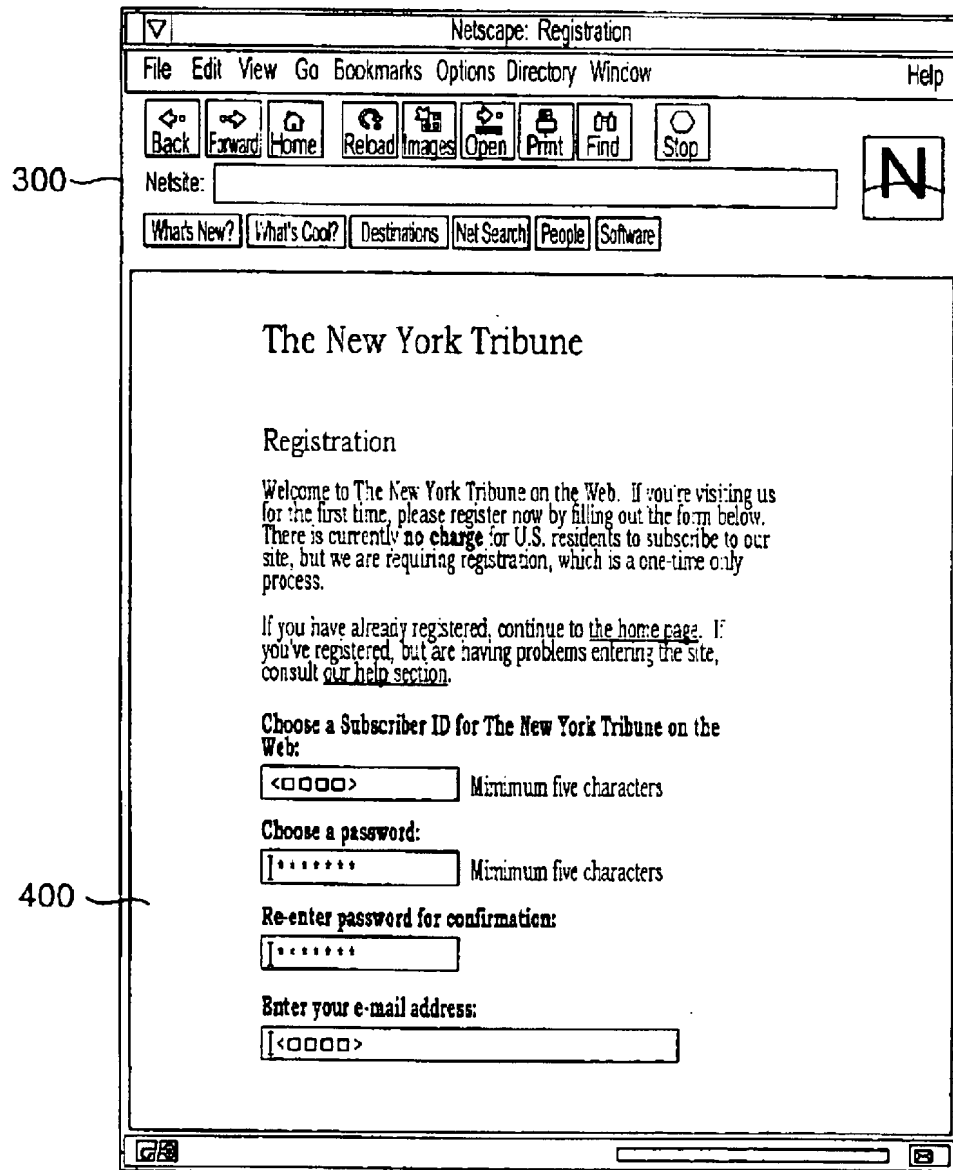 Netscape: Registration
File Edit View Go Bookmarks Options Directory Window Help
Back Forward Home Reload Images Open Print Find Stop
N
300
Netsite:
What's New? What's Cool? Destinations Net Search People Software
The New York Tribune
Registration
Welcome to The New York Tribune on the Web. If you're visiting us
for the first time, please register now by filling out the form below.
There is currently no charge for U.S. residents to subscribe to our
site, but we are requiring registration, which is a one-time only
process.
If you have already registered, continue to the home page. If
you've registered, but are having problems entering the site,
consult our help section.
Choose a Subscriber ID for The New York Tribune on the
Web:
<□□□□> Minimum five characters
Choose a password:
******* Minimum five characters
400
Re-enter password for confirmation:
*******
Enter your e-mail address:
<□□□□>